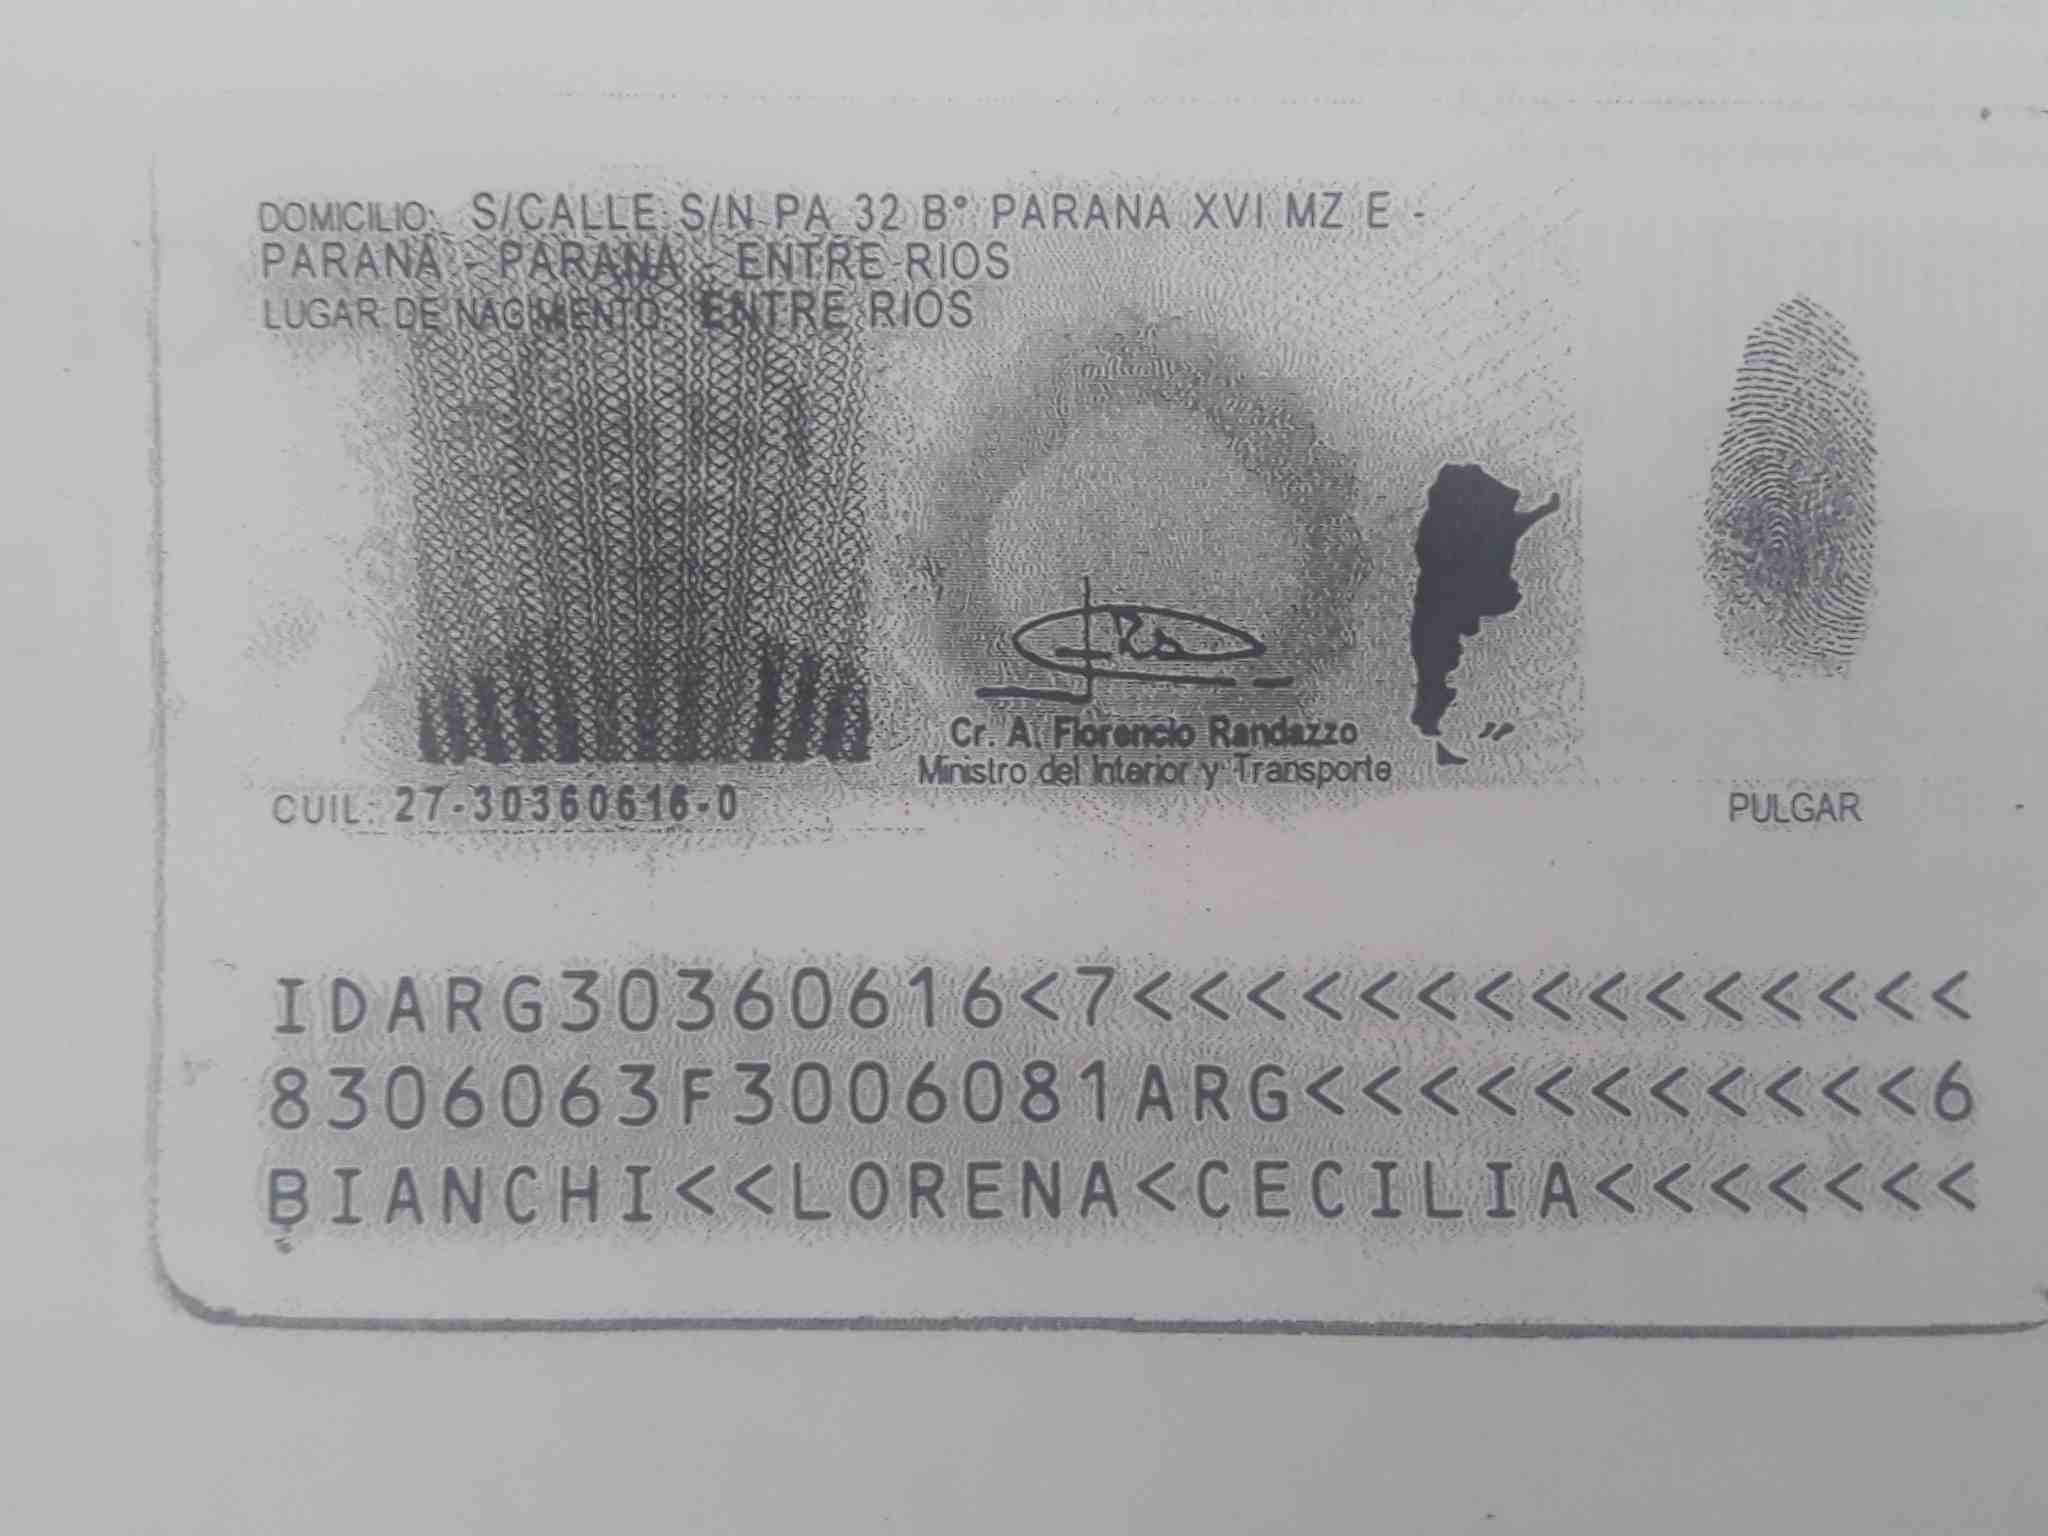 DOMICILIO: S/CALLE S/N PA 32 B° PARANA XVI MZ E -
PARANA - PARANA - ENTRE RIOS
LUGAR DE NACIMIENTO: ENTRE RIOS
Cr. A. Florencio Randazzo
Ministro del Interior y Transporte
CUIL: 27-30360616-0
PULGAR
IDARG30360616<7<<<<<<<<<<<<<<<
8306063F3006081ARG<<<<<<<<<<<6
BIANCHI<<LORENA<CECILIA<<<<<<<